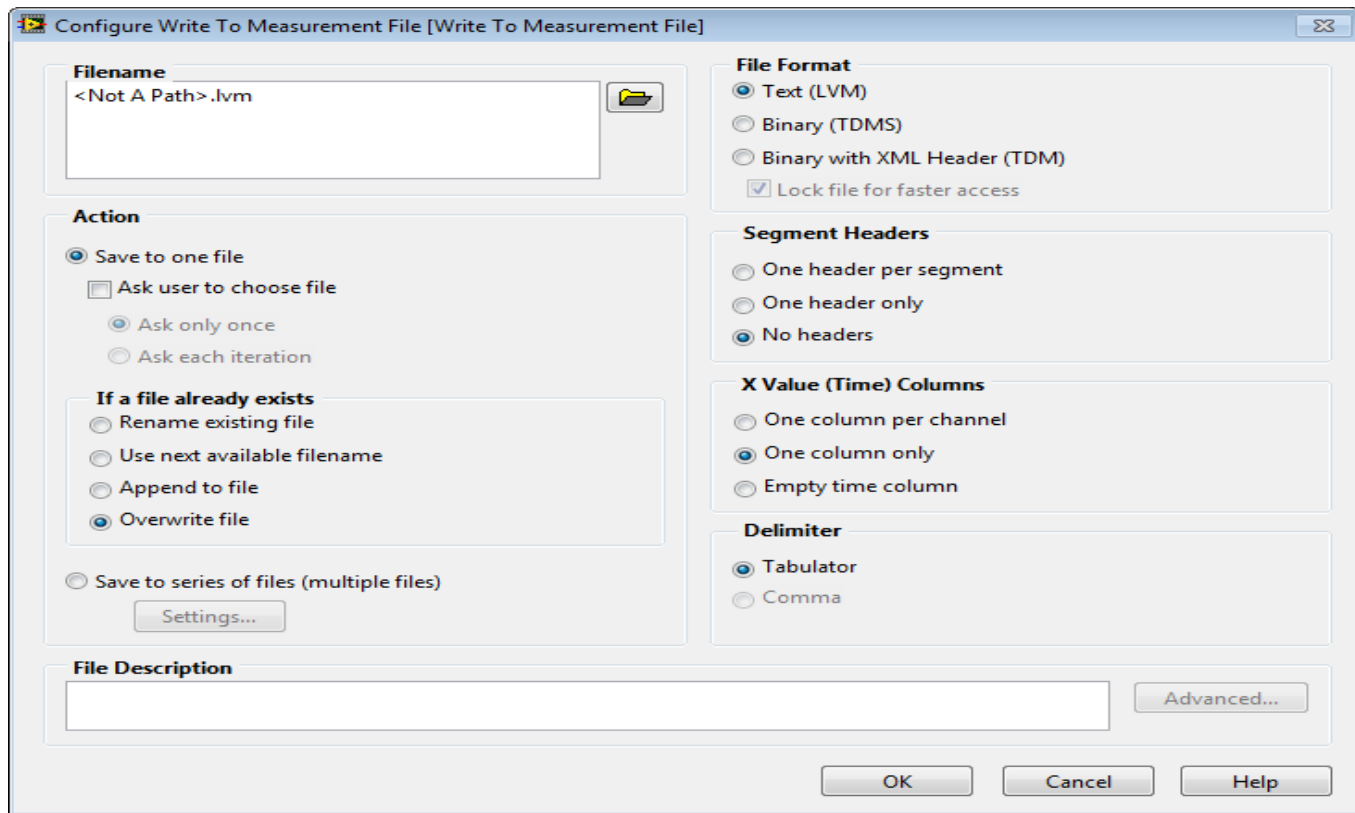 Configure Write To Measurement File [Write To Measurement File]
Filename
<Not A Path>.lvm
Action
Save to one file
Ask user to choose file
Ask only once
Ask each iteration
If a file already exists
Rename existing file
Use next available filename
Append to file
Overwrite file
Save to series of files (multiple files)
Settings...
File Format
Text (LVM)
Binary (TDMS)
Binary with XML Header (TDM)
Lock file for faster access
Segment Headers
One header per segment
One header only
No headers
X Value (Time) Columns
One column per channel
One column only
Empty time column
Delimiter
Tabulator
Comma
File Description
Advanced...
OK
Cancel
Help